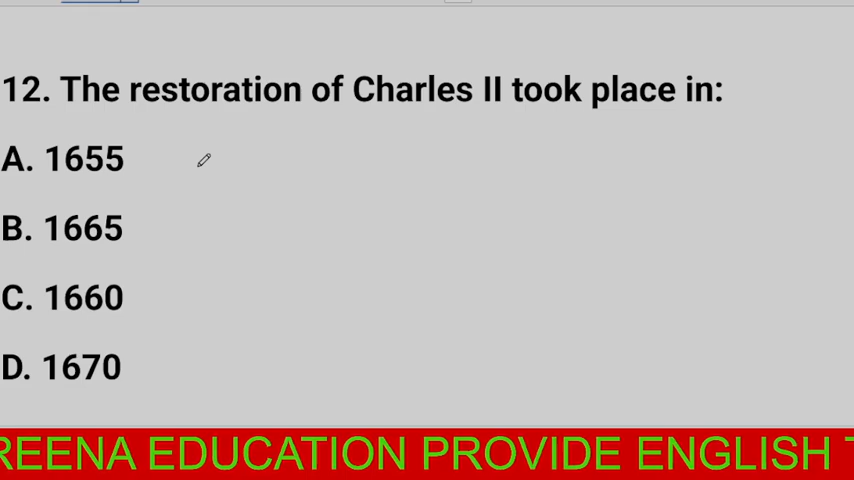 12. The restoration of Charles II took place in:
A. 1655
B. 1665
C. 1660
D. 1670
REENA EDUCATION PROVIDE ENGLISH T